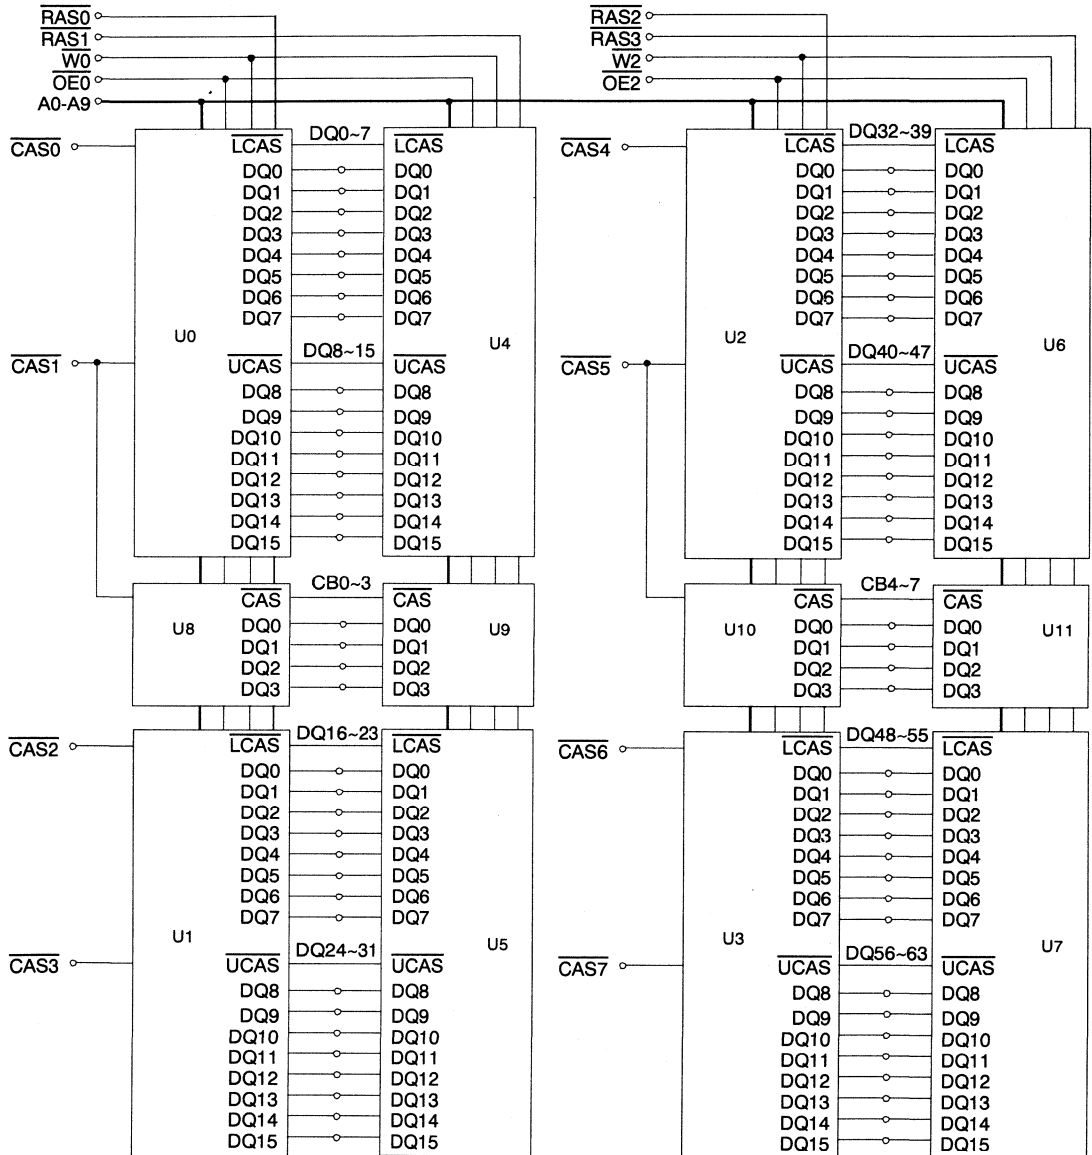 RAS0 RAS2
RAS1 RAS3
W0 W2
OE0 OE2
A0-A9
CAS0 LCAS DQ0~7 LCAS CAS4 LCAS DQ32~39 LCAS
DQ0 DQ0 DQ0 DQ0
DQ1 DQ1 DQ1 DQ1
DQ2 DQ2 DQ2 DQ2
DQ3 DQ3 DQ3 DQ3
DQ4 DQ4 DQ4 DQ4
DQ5 DQ5 DQ5 DQ5
DQ6 DQ6 DQ6 DQ6
DQ7 DQ7 DQ7 DQ7
U0 U4 U2 U6
CAS1 UCAS DQ8~15 UCAS CAS5 UCAS DQ40~47 UCAS
DQ8 DQ8 DQ8 DQ8
DQ9 DQ9 DQ9 DQ9
DQ10 DQ10 DQ10 DQ10
DQ11 DQ11 DQ11 DQ11
DQ12 DQ12 DQ12 DQ12
DQ13 DQ13 DQ13 DQ13
DQ14 DQ14 DQ14 DQ14
DQ15 DQ15 DQ15 DQ15
CAS CB0~3 CAS CAS CB4~7 CAS
U8 DQ0 DQ0 U9 U10 DQ0 DQ0 U11
DQ1 DQ1 DQ1 DQ1
DQ2 DQ2 DQ2 DQ2
DQ3 DQ3 DQ3 DQ3
CAS2 LCAS DQ16~23 LCAS CAS6 LCAS DQ48~55 LCAS
DQ0 DQ0 DQ0 DQ0
DQ1 DQ1 DQ1 DQ1
DQ2 DQ2 DQ2 DQ2
DQ3 DQ3 DQ3 DQ3
DQ4 DQ4 DQ4 DQ4
DQ5 DQ5 DQ5 DQ5
DQ6 DQ6 DQ6 DQ6
DQ7 DQ7 DQ7 DQ7
U1 U5 U3 U7
CAS3 UCAS DQ24~31 UCAS CAS7 UCAS DQ56~63 UCAS
DQ8 DQ8 DQ8 DQ8
DQ9 DQ9 DQ9 DQ9
DQ10 DQ10 DQ10 DQ10
DQ11 DQ11 DQ11 DQ11
DQ12 DQ12 DQ12 DQ12
DQ13 DQ13 DQ13 DQ13
DQ14 DQ14 DQ14 DQ14
DQ15 DQ15 DQ15 DQ15